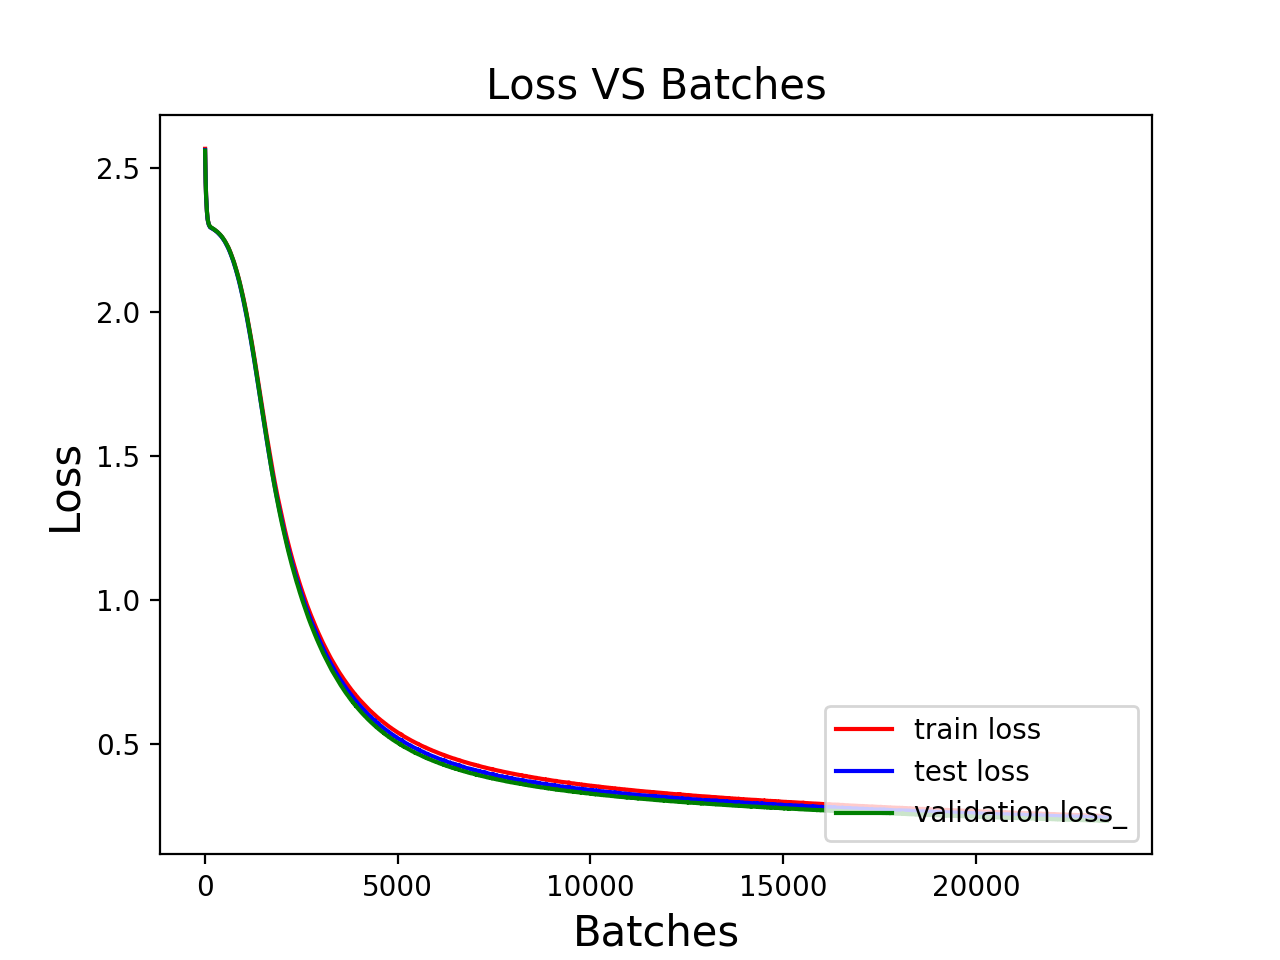 Loss VS Batches
2.5
2.0
1.5
1.0
0.5
Loss
train loss
test loss
validation loss_
0 5000 10000 15000 20000
Batches